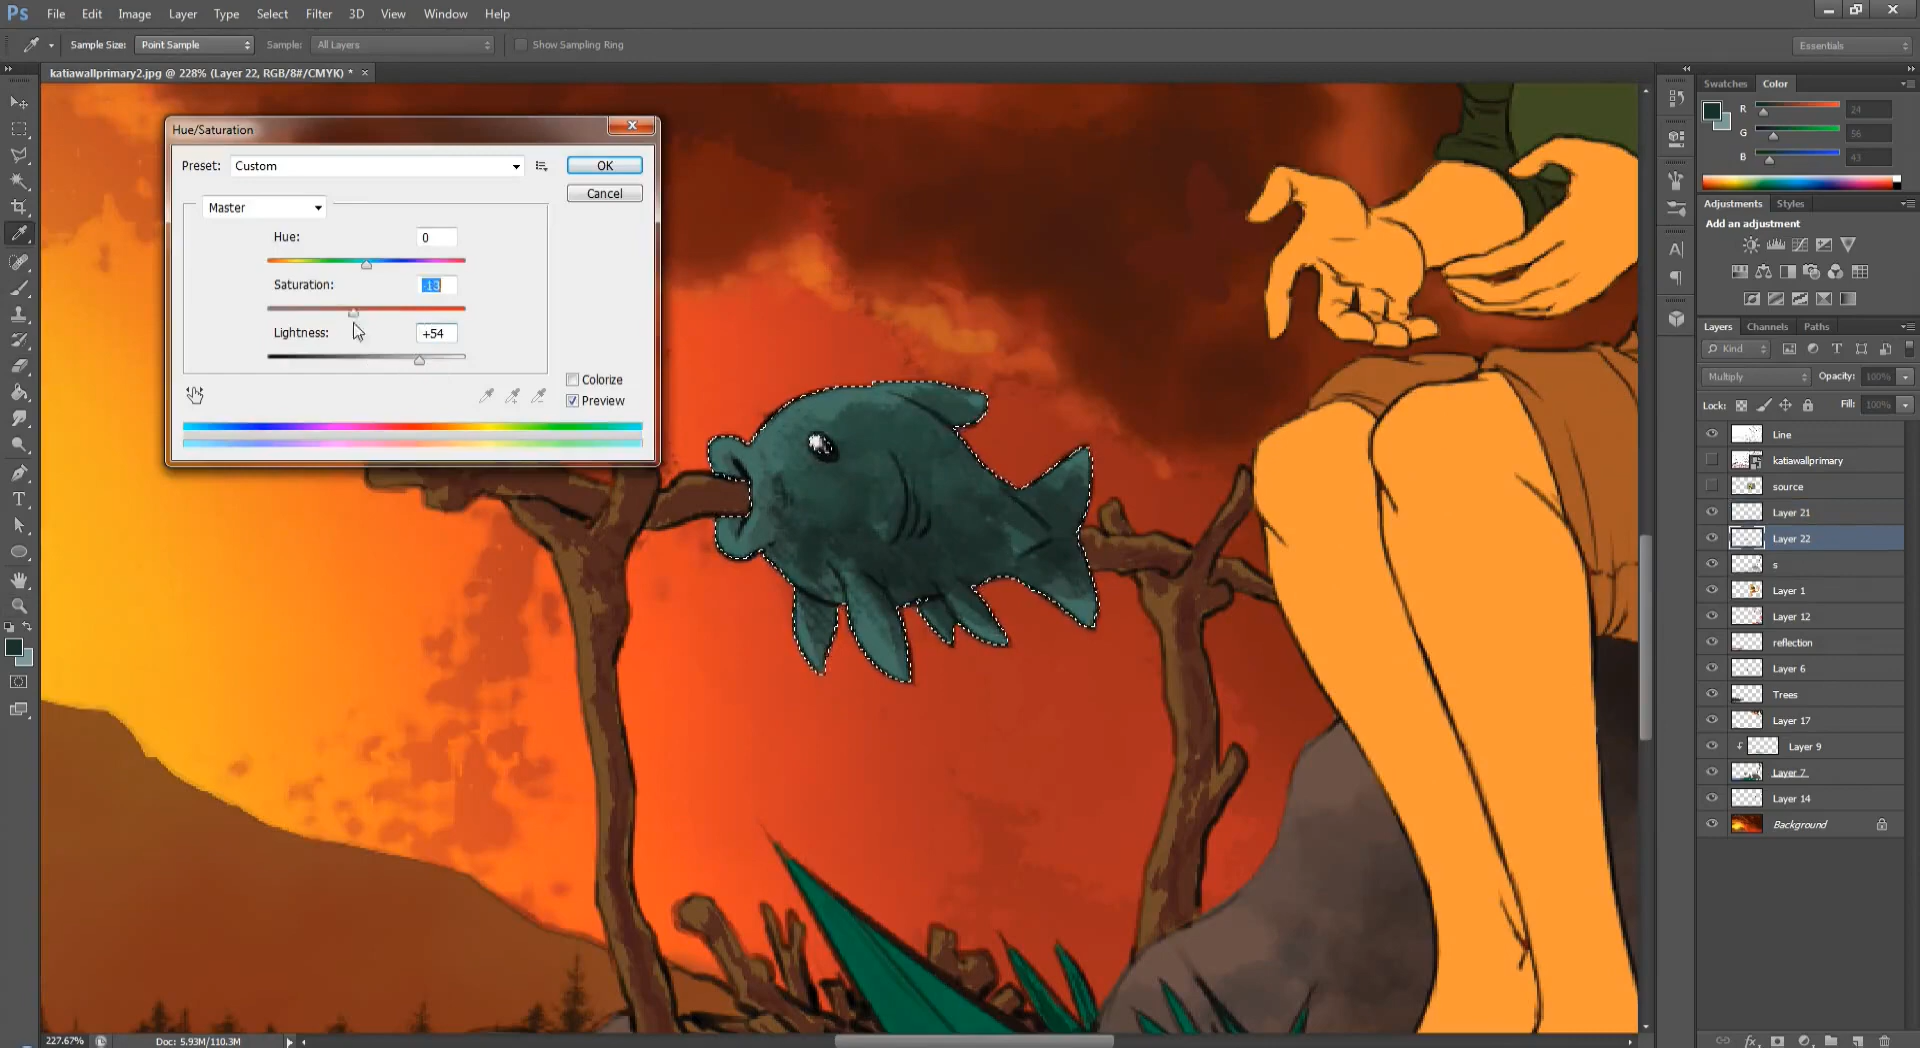 Ps File Edit Image Layer Type Select Filter 3D View Window Help
Sample Size: Point Sample Sample: All Layers Show Sampling Ring Essentials
katiawallprimary2.jpg @ 228% (Layer 22, RGB/8#/CMYK) * ×
Hue/Saturation
Preset: Custom OK
Cancel
Master
Hue: 0
Saturation: -13
Lightness: +54
Colorize
Preview
Swatches Color
R 24
G 56
B 43
Adjustments Styles
Add an adjustment
Layers Channels Paths
Kind
Multiply Opacity: 100%
Lock: Fill: 100%
Line
katiawallprimary
source
Layer 21
Layer 22
s
Layer 1
Layer 12
reflection
Layer 6
Trees
Layer 17
Layer 9
Layer 7
Layer 14
Background
227.67% Doc: 5.93M/110.3M